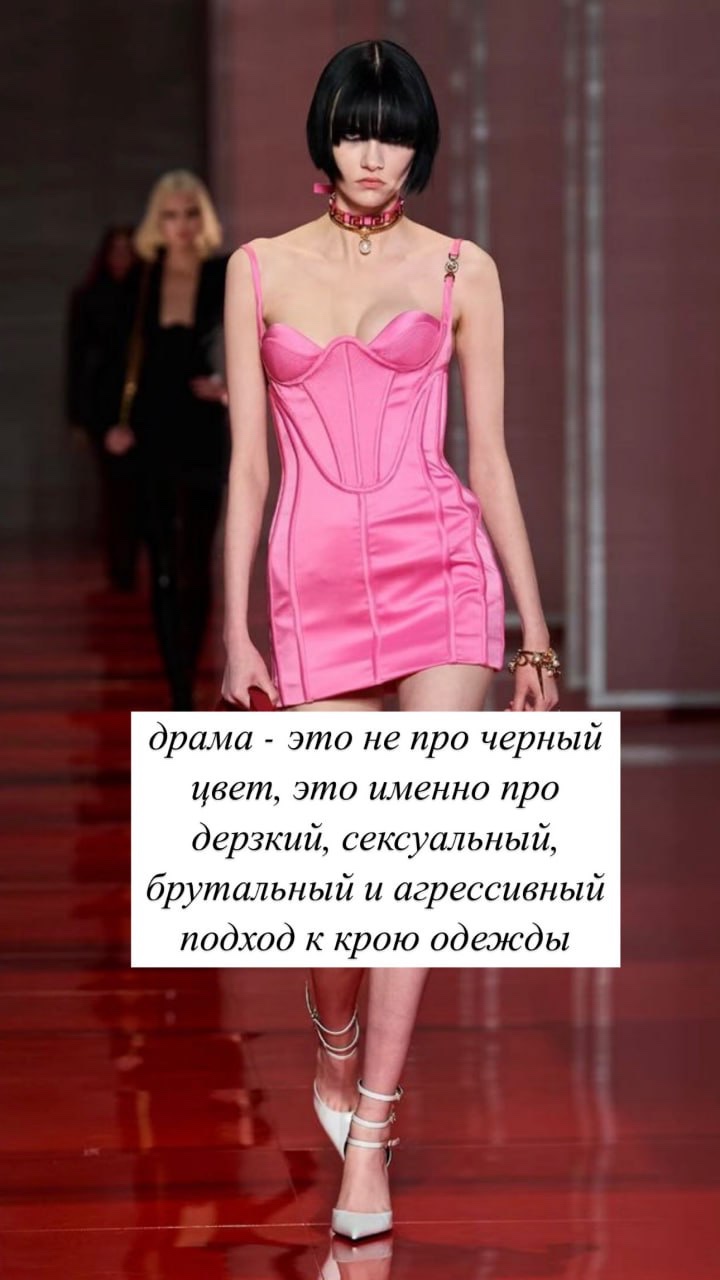 драма - это не про черный
цвет, это именно про
дерзкий, сексуальный,
брутальный и агрессивный
подход к крою одежды